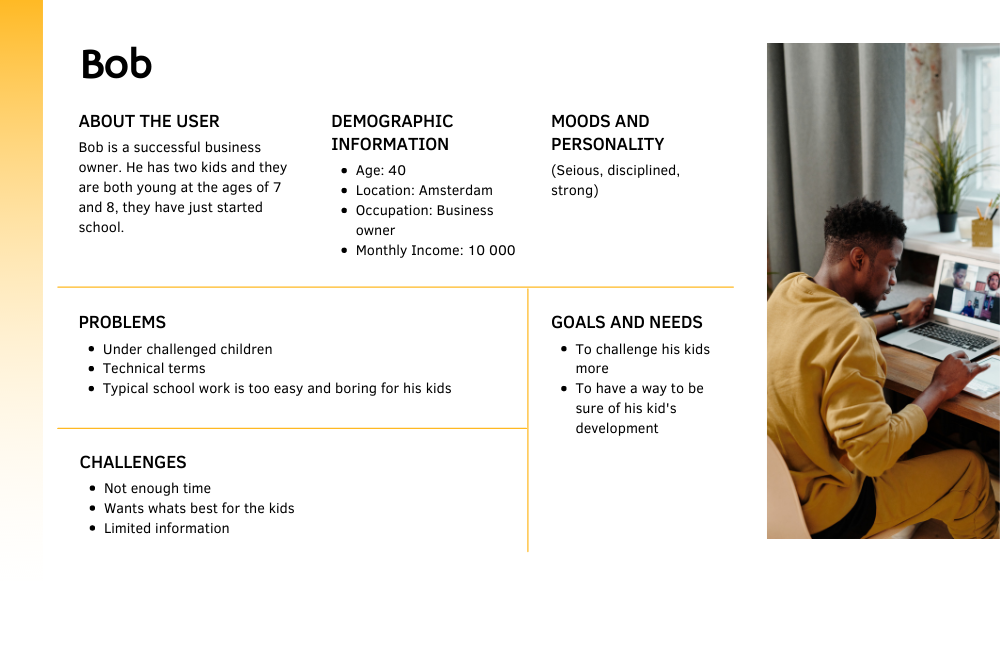 Bob
ABOUT THE USER
Bob is a successful business
owner. He has two kids and they
are both young at the ages of 7
and 8, they have just started
school.
DEMOGRAPHIC
INFORMATION
• Age: 40
• Location: Amsterdam
• Occupation: Business
owner
• Monthly Income: 10 000
MOODS AND
PERSONALITY
(Seious, disciplined,
strong)
PROBLEMS
• Under challenged children
• Technical terms
• Typical school work is too easy and boring for his kids
GOALS AND NEEDS
• To challenge his kids
more
• To have a way to be
sure of his kid's
development
CHALLENGES
• Not enough time
• Wants whats best for the kids
• Limited information